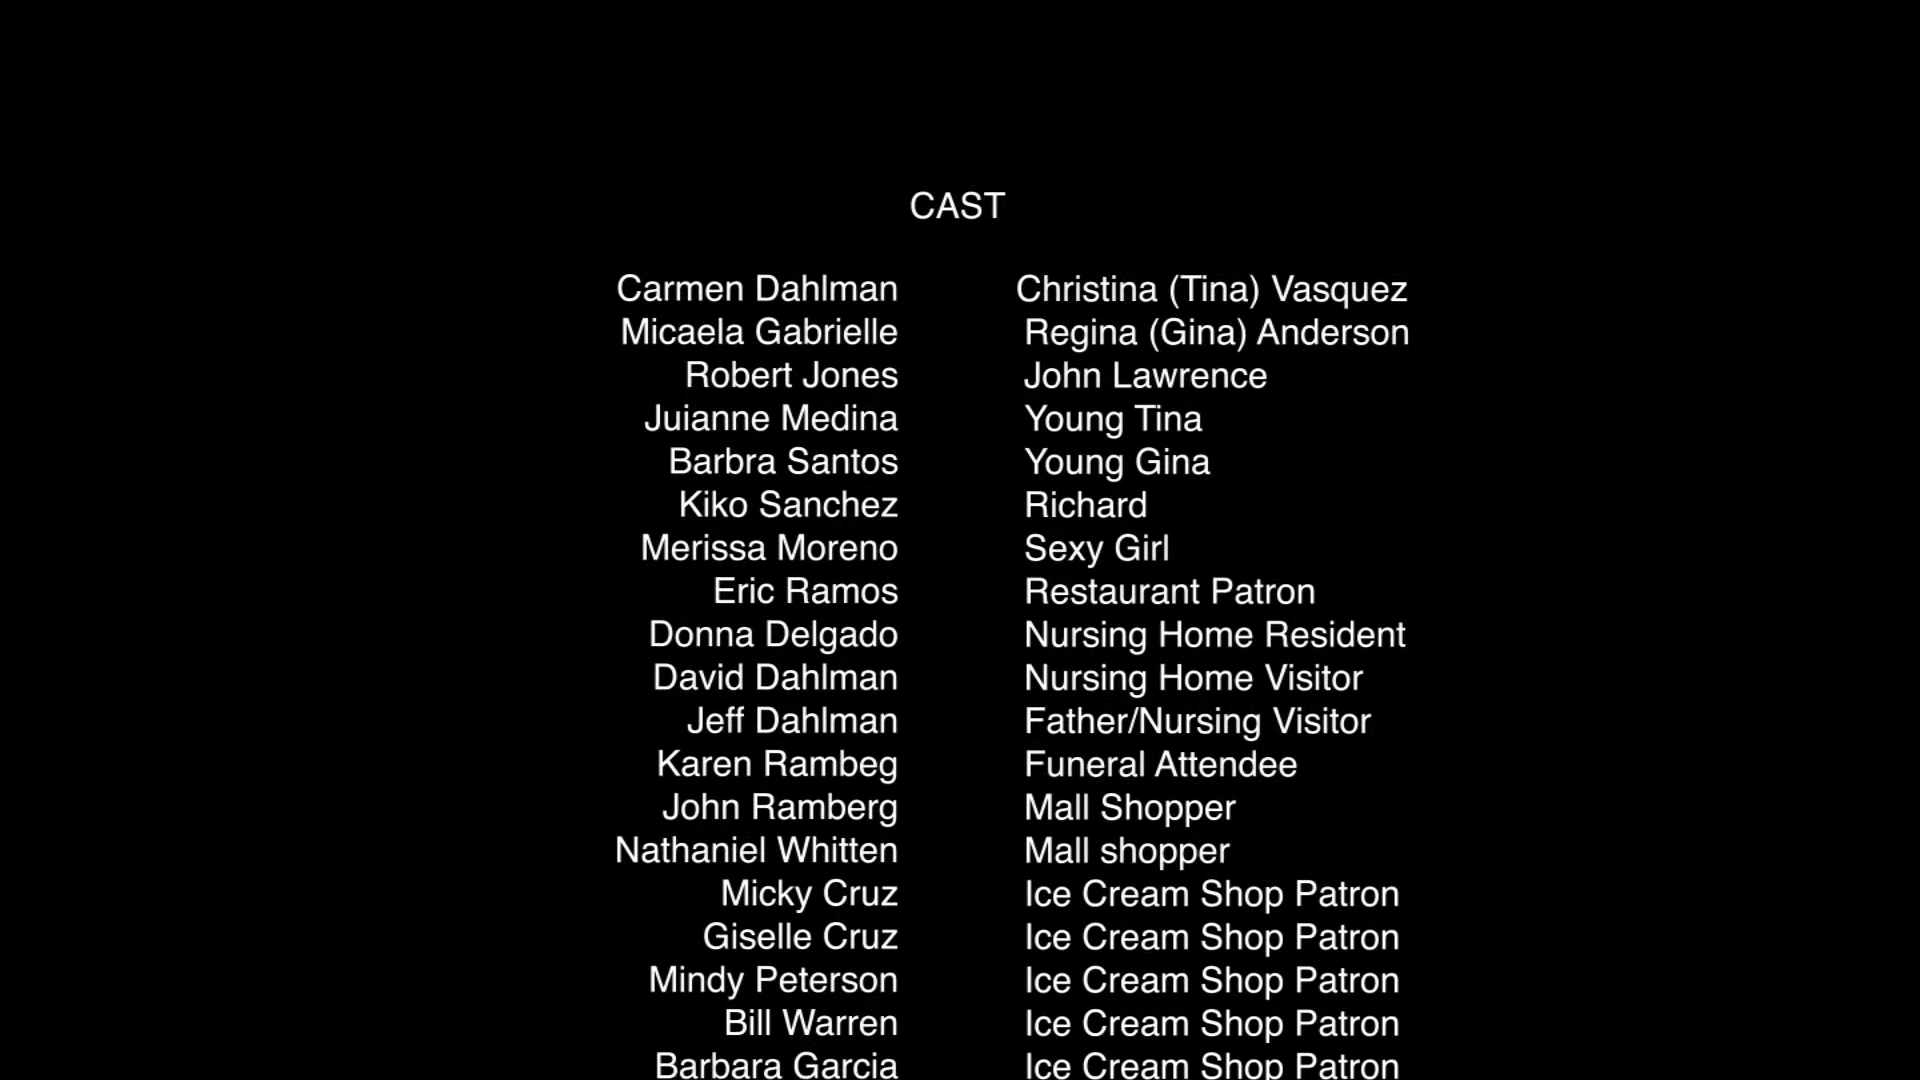 CAST
Carmen Dahlman Christina (Tina) Vasquez
Micaela Gabrielle Regina (Gina) Anderson
Robert Jones John Lawrence
Juianne Medina Young Tina
Barbra Santos Young Gina
Kiko Sanchez Richard
Merissa Moreno Sexy Girl
Eric Ramos Restaurant Patron
Donna Delgado Nursing Home Resident
David Dahlman Nursing Home Visitor
Jeff Dahlman Father/Nursing Visitor
Karen Rambeg Funeral Attendee
John Ramberg Mall Shopper
Nathaniel Whitten Mall shopper
Micky Cruz Ice Cream Shop Patron
Giselle Cruz Ice Cream Shop Patron
Mindy Peterson Ice Cream Shop Patron
Bill Warren Ice Cream Shop Patron
Barbara Garcia Ice Cream Shop Patron